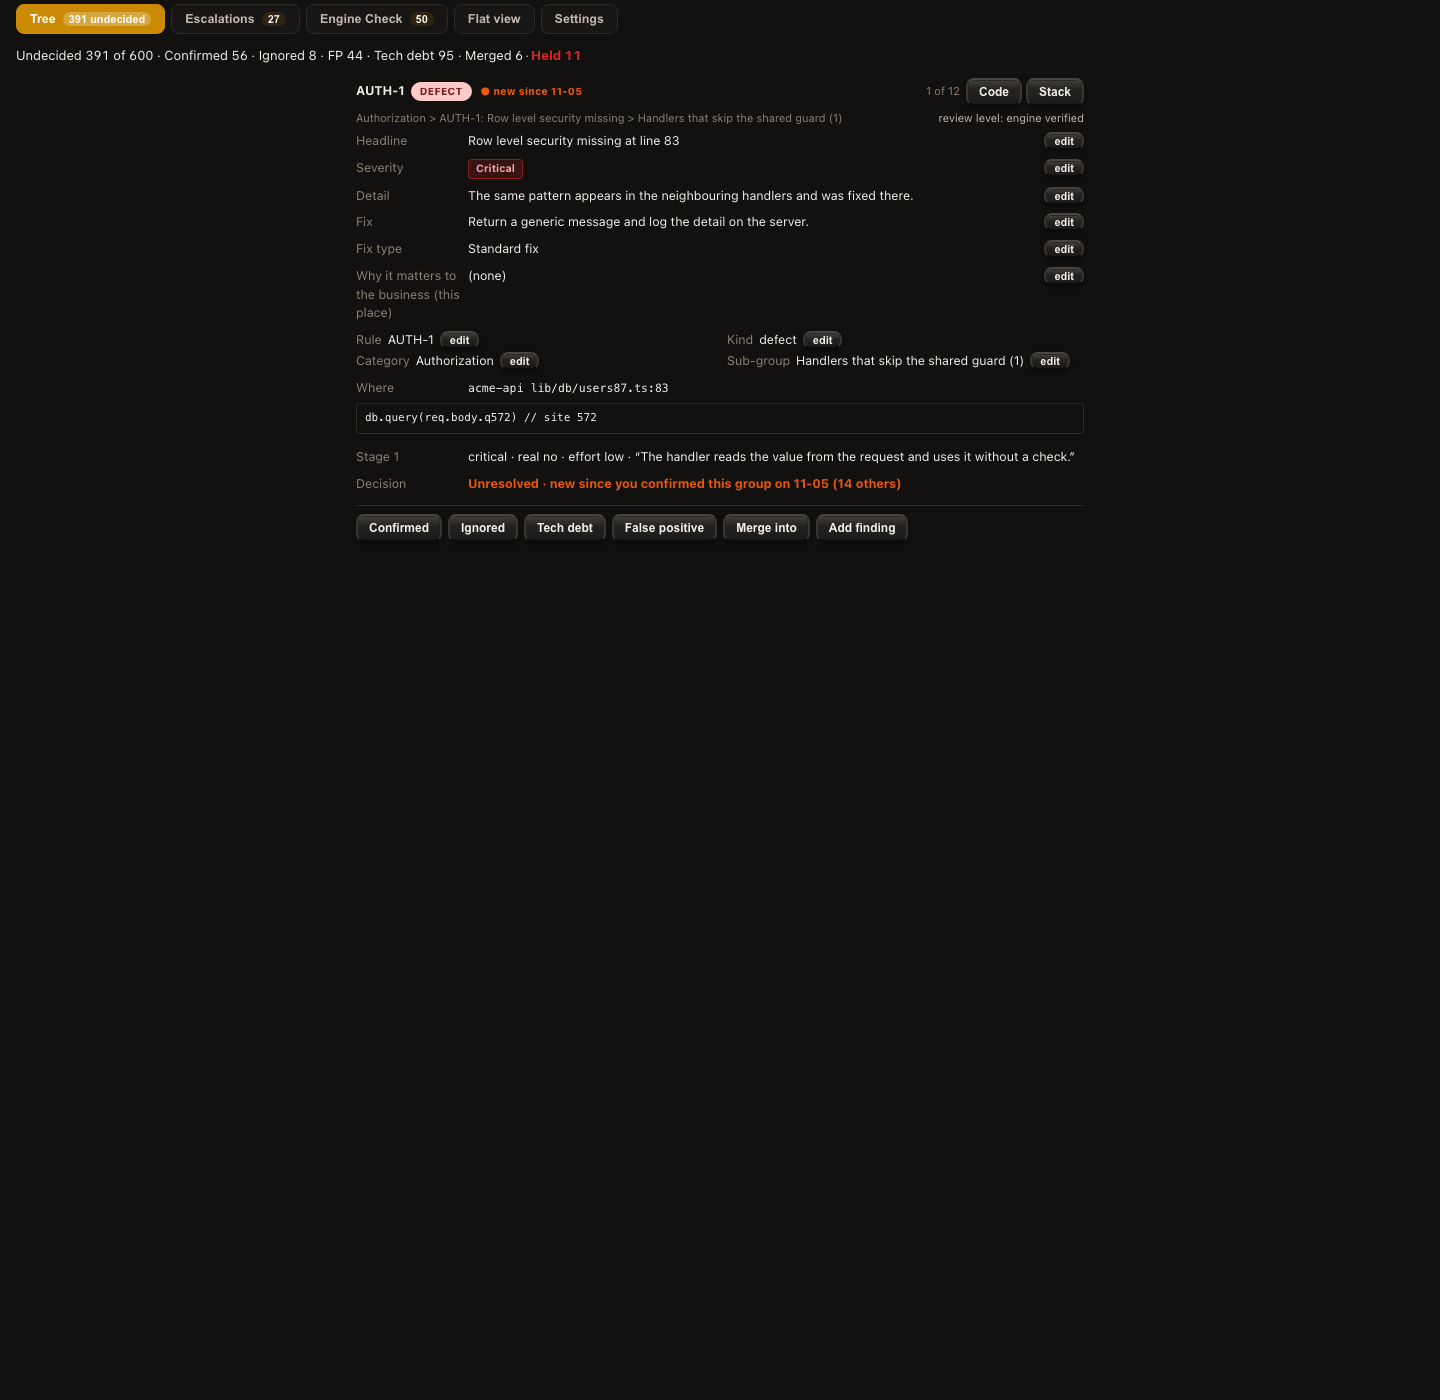 Tree 391 undecided Escalations 27 Engine Check 50 Flat view Settings
Undecided 391 of 600 · Confirmed 56 · Ignored 8 · FP 44 · Tech debt 95 · Merged 6 · Held 11
AUTH-1 DEFECT new since 11-05 1 of 12 Code Stack
Authorization > AUTH-1: Row level security missing > Handlers that skip the shared guard (1) review level: engine verified
Headline Row level security missing at line 83 edit
Severity Critical edit
Detail The same pattern appears in the neighbouring handlers and was fixed there. edit
Fix Return a generic message and log the detail on the server. edit
Fix type Standard fix edit
Why it matters to (none) edit
the business (this
place)
Rule AUTH-1 edit Kind defect edit
Category Authorization edit Sub-group Handlers that skip the shared guard (1) edit
Where acme-api lib/db/users87.ts:83
db.query(req.body.q572) // site 572
Stage 1 critical · real no · effort low · “The handler reads the value from the request and uses it without a check.”
Decision Unresolved · new since you confirmed this group on 11-05 (14 others)
Confirmed Ignored Tech debt False positive Merge into Add finding